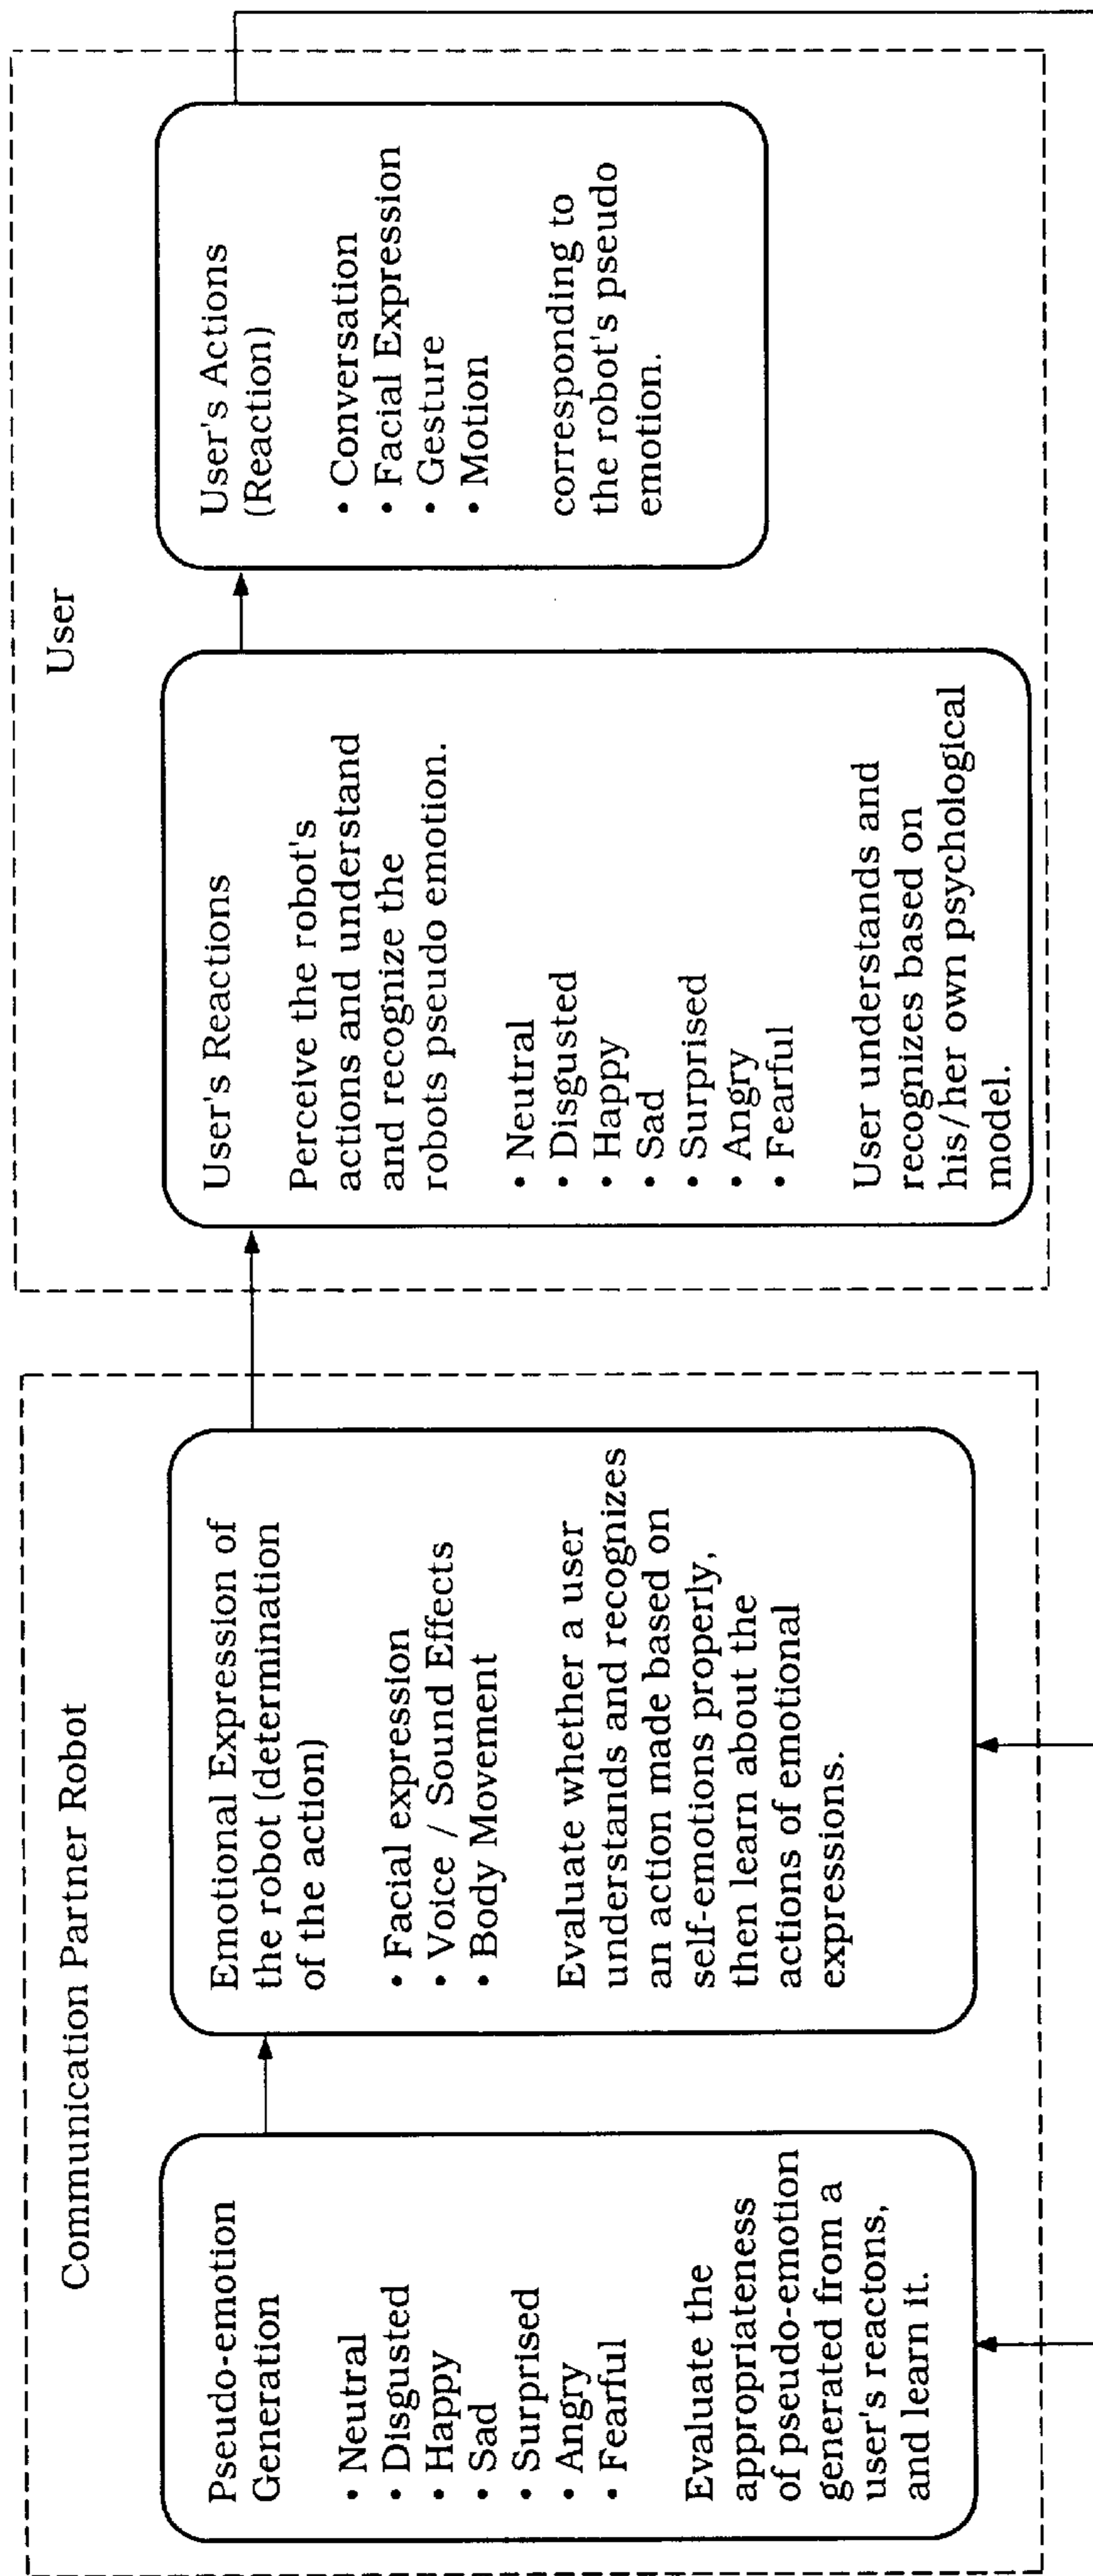 Communication Partner Robot
Pseudo-emotion
Generation
• Neutral
• Disgusted
• Happy
• Sad
• Surprised
• Angry
• Fearful
Evaluate the
appropriateness
of pseudo-emotion
generated from a
user's reactons,
and learn it.
Emotional Expression of
the robot (determination
of the action)
• Facial expression
• Voice / Sound Effects
• Body Movement
Evaluate whether a user
understands and recognizes
an action made based on
self-emotions properly,
then learn about the
actions of emotional
expressions.
User
User's Reactions
Perceive the robot's
actions and understand
and recognize the
robots pseudo emotion.
• Neutral
• Disgusted
• Happy
• Sad
• Surprised
• Angry
• Fearful
User understands and
recognizes based on
his/her own psychological
model.
User's Actions
(Reaction)
• Conversation
• Facial Expression
• Gesture
• Motion
corresponding to
the robot's pseudo
emotion.